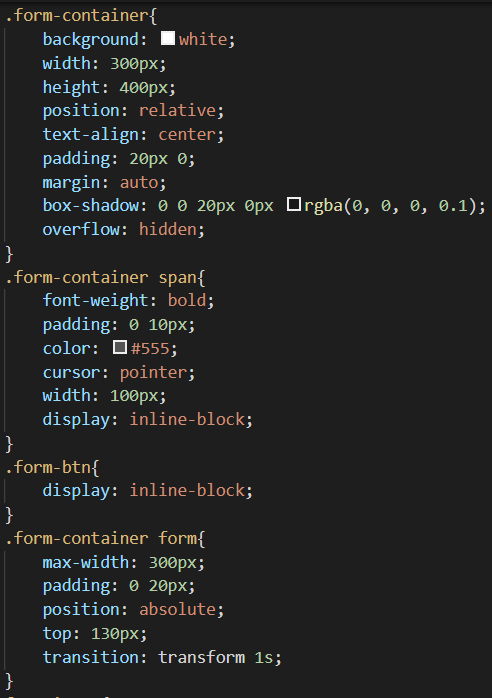 .form-container{
background: white;
width: 300px;
height: 400px;
position: relative;
text-align: center;
padding: 20px 0;
margin: auto;
box-shadow: 0 0 20px 0px rgba(0, 0, 0, 0.1);
overflow: hidden;
}
.form-container span{
font-weight: bold;
padding: 0 10px;
color: #555;
cursor: pointer;
width: 100px;
display: inline-block;
}
.form-btn{
display: inline-block;
}
.form-container form{
max-width: 300px;
padding: 0 20px;
position: absolute;
top: 130px;
transition: transform 1s;
}